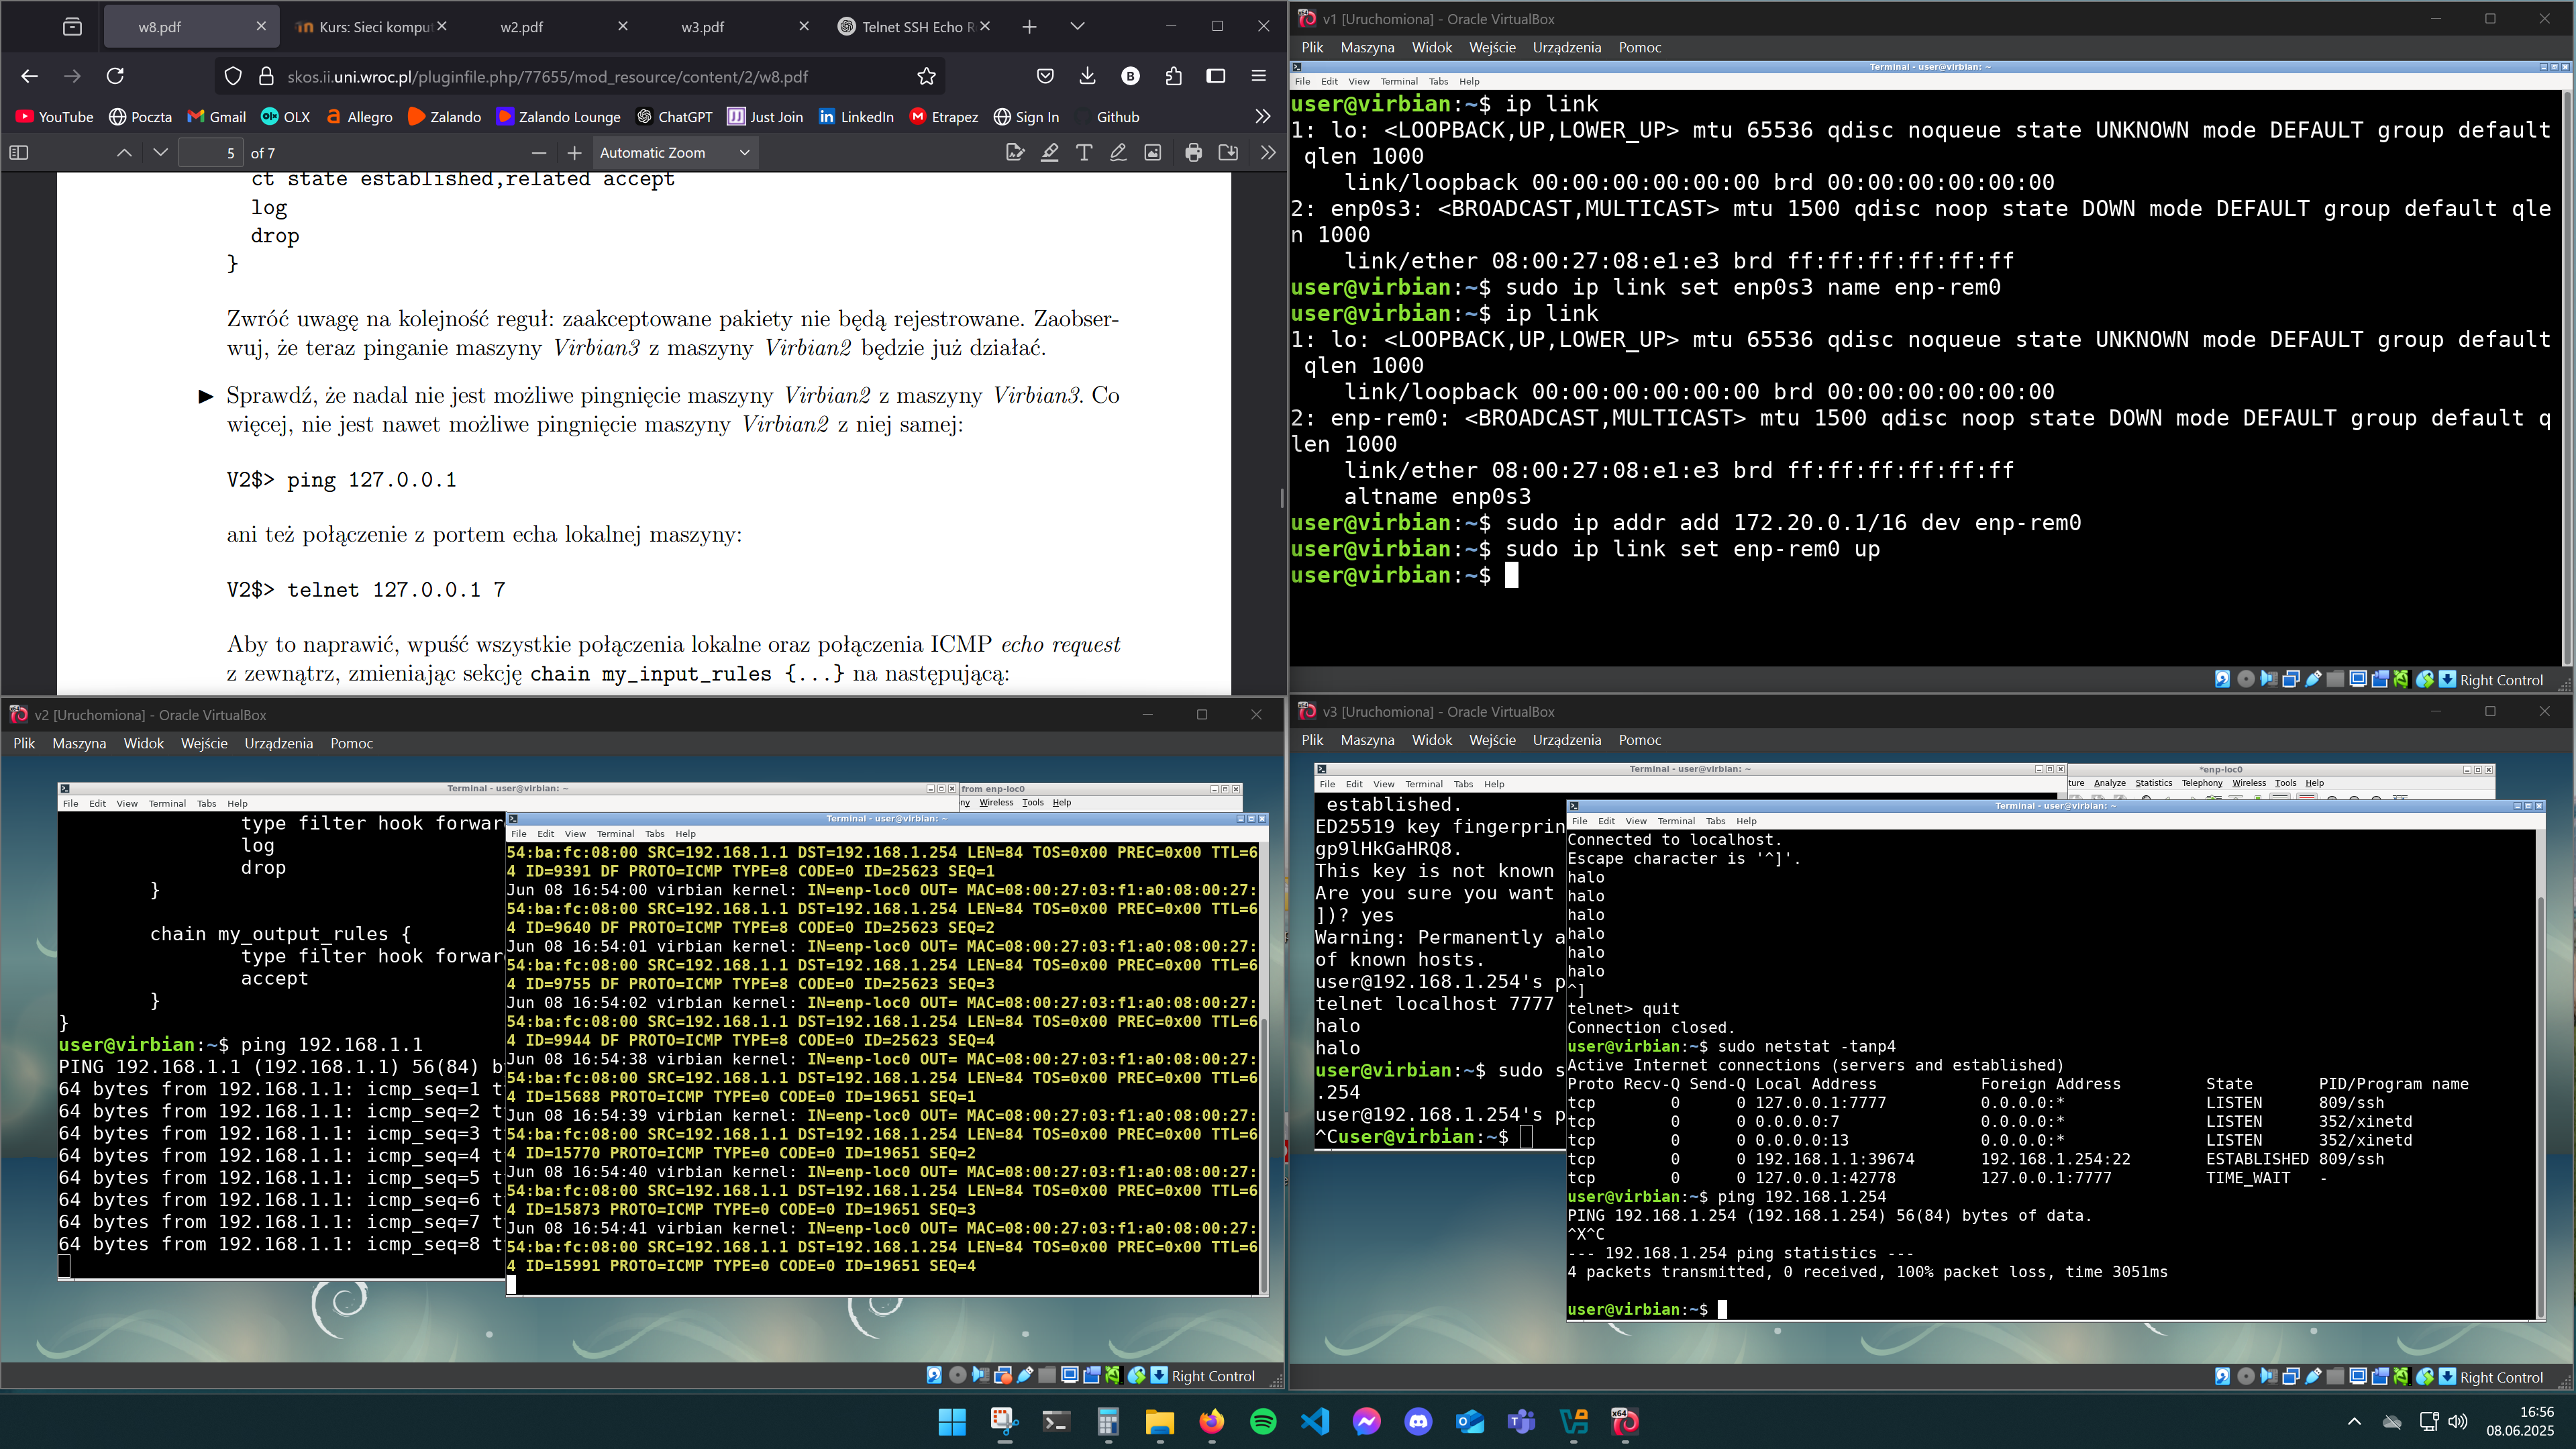 w8.pdf
Kurs: Sieci komput
w2.pdf
w3.pdf
Telnet SSH Echo R
skos.ii.uni.wroc.pl/pluginfile.php/77655/mod_resource/content/2/w8.pdf
YouTube Poczta Gmail OLX Allegro Zalando Zalando Lounge ChatGPT Just Join LinkedIn Etrapez Sign In Github
5 of 7 Automatic Zoom
ct state established,related accept
log
drop
}
Zwróć uwagę na kolejność reguł: zaakceptowane pakiety nie będą rejestrowane. Zaobser-
wuj, że teraz pinganie maszyny Virbian3 z maszyny Virbian2 będzie już działać.
► Sprawdź, że nadal nie jest możliwe pingnięcie maszyny Virbian2 z maszyny Virbian3. Co
więcej, nie jest nawet możliwe pingnięcie maszyny Virbian2 z niej samej:
V2$> ping 127.0.0.1
ani też połączenie z portem echa lokalnej maszyny:
V2$> telnet 127.0.0.1 7
Aby to naprawić, wpuść wszystkie połączenia lokalne oraz połączenia ICMP echo request
z zewnątrz, zmieniając sekcję chain my_input_rules {...} na następującą:
v1 [Uruchomiona] - Oracle VirtualBox
Plik Maszyna Widok Wejście Urządzenia Pomoc
Terminal - user@virbian: ~
File Edit View Terminal Tabs Help
user@virbian:~$ ip link
1: lo: <LOOPBACK,UP,LOWER_UP> mtu 65536 qdisc noqueue state UNKNOWN mode DEFAULT group default
qlen 1000
link/loopback 00:00:00:00:00:00 brd 00:00:00:00:00:00
2: enp0s3: <BROADCAST,MULTICAST> mtu 1500 qdisc noop state DOWN mode DEFAULT group default qle
n 1000
link/ether 08:00:27:08:e1:e3 brd ff:ff:ff:ff:ff:ff
user@virbian:~$ sudo ip link set enp0s3 name enp-rem0
user@virbian:~$ ip link
1: lo: <LOOPBACK,UP,LOWER_UP> mtu 65536 qdisc noqueue state UNKNOWN mode DEFAULT group default
qlen 1000
link/loopback 00:00:00:00:00:00 brd 00:00:00:00:00:00
2: enp-rem0: <BROADCAST,MULTICAST> mtu 1500 qdisc noop state DOWN mode DEFAULT group default q
len 1000
link/ether 08:00:27:08:e1:e3 brd ff:ff:ff:ff:ff:ff
altname enp0s3
user@virbian:~$ sudo ip addr add 172.20.0.1/16 dev enp-rem0
user@virbian:~$ sudo ip link set enp-rem0 up
user@virbian:~$
Right Control
v2 [Uruchomiona] - Oracle VirtualBox
Plik Maszyna Widok Wejście Urządzenia Pomoc
Terminal - user@virbian: ~
File Edit View Terminal Tabs Help
from enp-loc0
ny Wireless Tools Help
type filter hook forwar
log
drop
}
chain my_output_rules {
type filter hook forwar
accept
}
}
user@virbian:~$ ping 192.168.1.1
PING 192.168.1.1 (192.168.1.1) 56(84) b
64 bytes from 192.168.1.1: icmp_seq=1 t
64 bytes from 192.168.1.1: icmp_seq=2 t
64 bytes from 192.168.1.1: icmp_seq=3 t
64 bytes from 192.168.1.1: icmp_seq=4 t
64 bytes from 192.168.1.1: icmp_seq=5 t
64 bytes from 192.168.1.1: icmp_seq=6 t
64 bytes from 192.168.1.1: icmp_seq=7 t
64 bytes from 192.168.1.1: icmp_seq=8 t
Terminal - user@virbian: ~
File Edit View Terminal Tabs Help
54:ba:fc:08:00 SRC=192.168.1.1 DST=192.168.1.254 LEN=84 TOS=0x00 PREC=0x00 TTL=6
4 ID=9391 DF PROTO=ICMP TYPE=8 CODE=0 ID=25623 SEQ=1
Jun 08 16:54:00 virbian kernel: IN=enp-loc0 OUT= MAC=08:00:27:03:f1:a0:08:00:27:
54:ba:fc:08:00 SRC=192.168.1.1 DST=192.168.1.254 LEN=84 TOS=0x00 PREC=0x00 TTL=6
4 ID=9640 DF PROTO=ICMP TYPE=8 CODE=0 ID=25623 SEQ=2
Jun 08 16:54:01 virbian kernel: IN=enp-loc0 OUT= MAC=08:00:27:03:f1:a0:08:00:27:
54:ba:fc:08:00 SRC=192.168.1.1 DST=192.168.1.254 LEN=84 TOS=0x00 PREC=0x00 TTL=6
4 ID=9755 DF PROTO=ICMP TYPE=8 CODE=0 ID=25623 SEQ=3
Jun 08 16:54:02 virbian kernel: IN=enp-loc0 OUT= MAC=08:00:27:03:f1:a0:08:00:27:
54:ba:fc:08:00 SRC=192.168.1.1 DST=192.168.1.254 LEN=84 TOS=0x00 PREC=0x00 TTL=6
4 ID=9944 DF PROTO=ICMP TYPE=8 CODE=0 ID=25623 SEQ=4
Jun 08 16:54:38 virbian kernel: IN=enp-loc0 OUT= MAC=08:00:27:03:f1:a0:08:00:27:
54:ba:fc:08:00 SRC=192.168.1.1 DST=192.168.1.254 LEN=84 TOS=0x00 PREC=0x00 TTL=6
4 ID=15688 PROTO=ICMP TYPE=0 CODE=0 ID=19651 SEQ=1
Jun 08 16:54:39 virbian kernel: IN=enp-loc0 OUT= MAC=08:00:27:03:f1:a0:08:00:27:
54:ba:fc:08:00 SRC=192.168.1.1 DST=192.168.1.254 LEN=84 TOS=0x00 PREC=0x00 TTL=6
4 ID=15770 PROTO=ICMP TYPE=0 CODE=0 ID=19651 SEQ=2
Jun 08 16:54:40 virbian kernel: IN=enp-loc0 OUT= MAC=08:00:27:03:f1:a0:08:00:27:
54:ba:fc:08:00 SRC=192.168.1.1 DST=192.168.1.254 LEN=84 TOS=0x00 PREC=0x00 TTL=6
4 ID=15873 PROTO=ICMP TYPE=0 CODE=0 ID=19651 SEQ=3
Jun 08 16:54:41 virbian kernel: IN=enp-loc0 OUT= MAC=08:00:27:03:f1:a0:08:00:27:
54:ba:fc:08:00 SRC=192.168.1.1 DST=192.168.1.254 LEN=84 TOS=0x00 PREC=0x00 TTL=6
4 ID=15991 PROTO=ICMP TYPE=0 CODE=0 ID=19651 SEQ=4
Right Control
v3 [Uruchomiona] - Oracle VirtualBox
Plik Maszyna Widok Wejście Urządzenia Pomoc
Terminal - user@virbian: ~
File Edit View Terminal Tabs Help
*enp-loc0
ture Analyze Statistics Telephony Wireless Tools Help
established.
ED25519 key fingerprin
gp9lHkGaHRQ8.
This key is not known
Are you sure you want
])? yes
Warning: Permanently a
of known hosts.
user@192.168.1.254's p
telnet localhost 7777
halo
halo
user@virbian:~$ sudo s
.254
user@192.168.1.254's p
^Cuser@virbian:~$
Terminal - user@virbian: ~
File Edit View Terminal Tabs Help
Connected to localhost.
Escape character is '^]'.
halo
halo
halo
halo
halo
halo
^]
telnet> quit
Connection closed.
user@virbian:~$ sudo netstat -tanp4
Active Internet connections (servers and established)
Proto Recv-Q Send-Q Local Address Foreign Address State PID/Program name
tcp 0 0 127.0.0.1:7777 0.0.0.0:* LISTEN 809/ssh
tcp 0 0 0.0.0.0:7 0.0.0.0:* LISTEN 352/xinetd
tcp 0 0 0.0.0.0:13 0.0.0.0:* LISTEN 352/xinetd
tcp 0 0 192.168.1.1:39674 192.168.1.254:22 ESTABLISHED 809/ssh
tcp 0 0 127.0.0.1:42778 127.0.0.1:7777 TIME_WAIT -
user@virbian:~$ ping 192.168.1.254
PING 192.168.1.254 (192.168.1.254) 56(84) bytes of data.
^X^C
--- 192.168.1.254 ping statistics ---
4 packets transmitted, 0 received, 100% packet loss, time 3051ms
user@virbian:~$
Right Control
16:56
08.06.2025